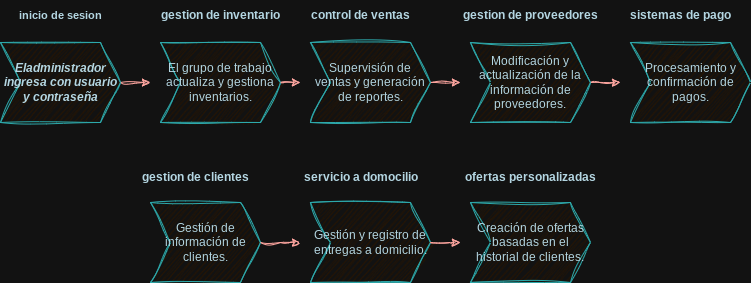 inicio de sesion
Eladministrador
ingresa con usuario
y contraseña
gestion de inventario
El grupo de trabajo
actualiza y gestiona
inventarios.
control de ventas
Supervisión de
ventas y generación
de reportes.
gestion de proveedores
Modificación y
actualización de la
información de
proveedores.
sistemas de pago
Procesamiento y
confirmación de
pagos.
gestion de clientes
Gestión de
información de
clientes.
servicio a domocilio
Gestión y registro de
entregas a domicilio.
ofertas personalizadas
Creación de ofertas
basadas en el
historial de clientes.